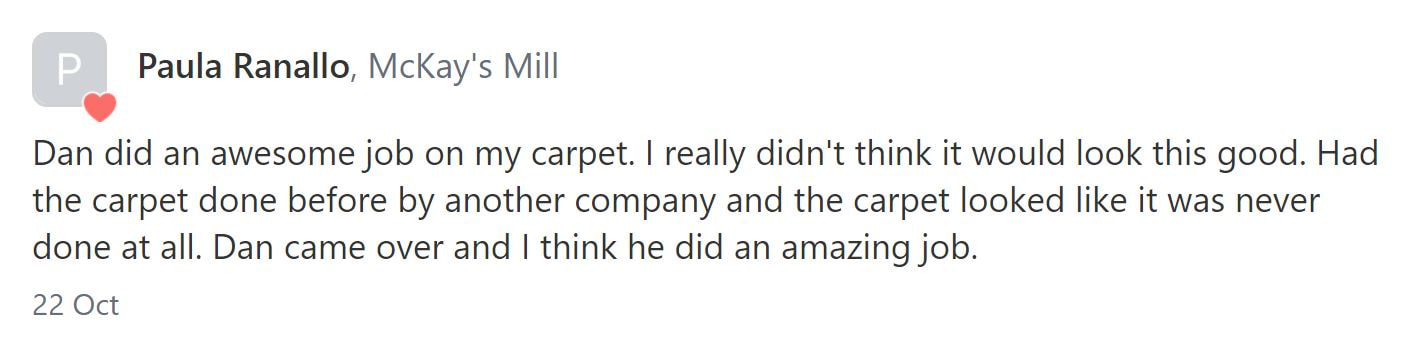 P
Paula Ranallo, McKay's Mill
Dan did an awesome job on my carpet. I really didn't think it would look this good. Had
the carpet done before by another company and the carpet looked like it was never
done at all. Dan came over and I think he did an amazing job.
22 Oct